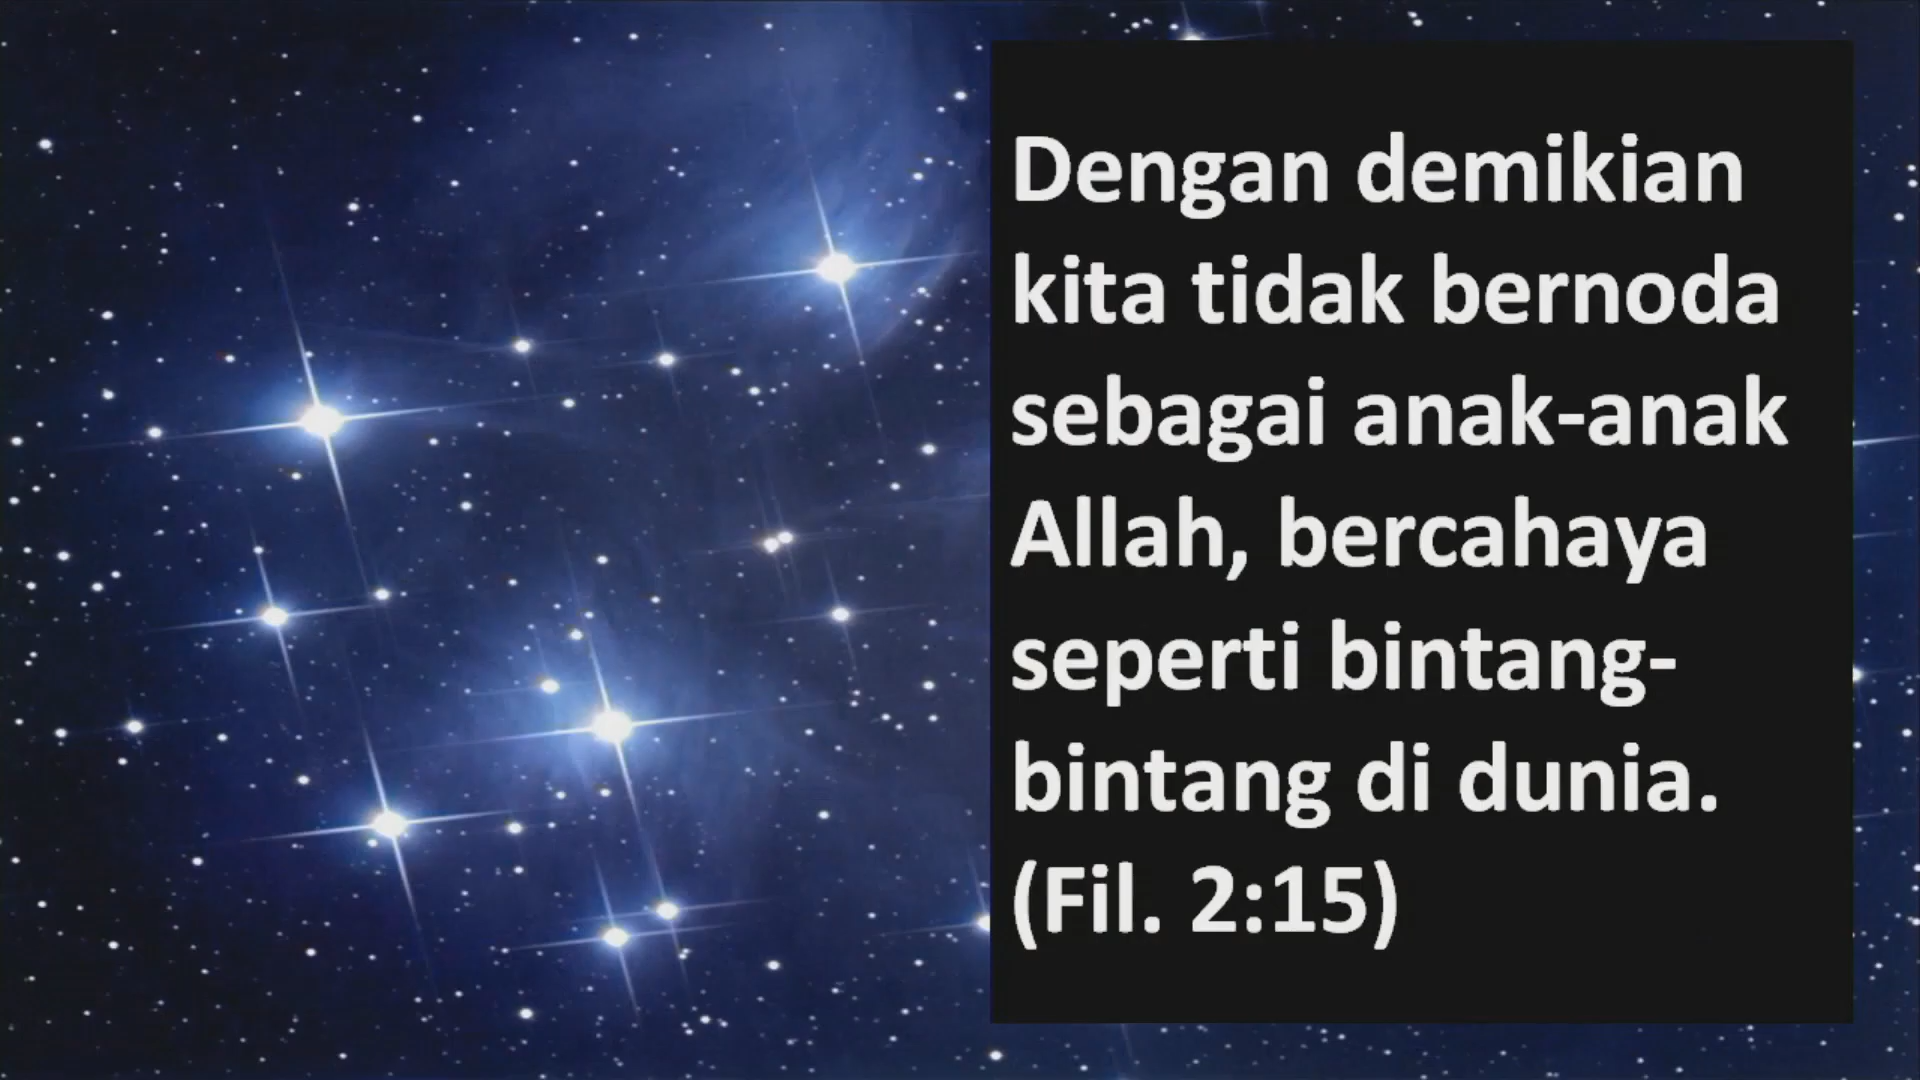 Dengan demikian
kita tidak bernoda
sebagai anak-anak
Allah, bercahaya
seperti bintang-
bintang di dunia.
(Fil. 2:15)